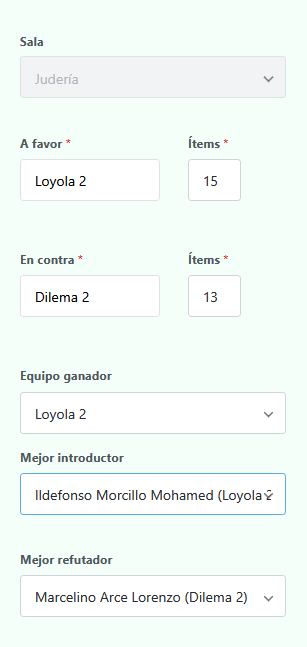 Sala
Judería
A favor * Ítems *
Loyola 2 15
En contra * Ítems *
Dilema 2 13
Equipo ganador
Loyola 2
Mejor introductor
Ildefonso Morcillo Mohamed (Loyola 2
Mejor refutador
Marcelino Arce Lorenzo (Dilema 2)